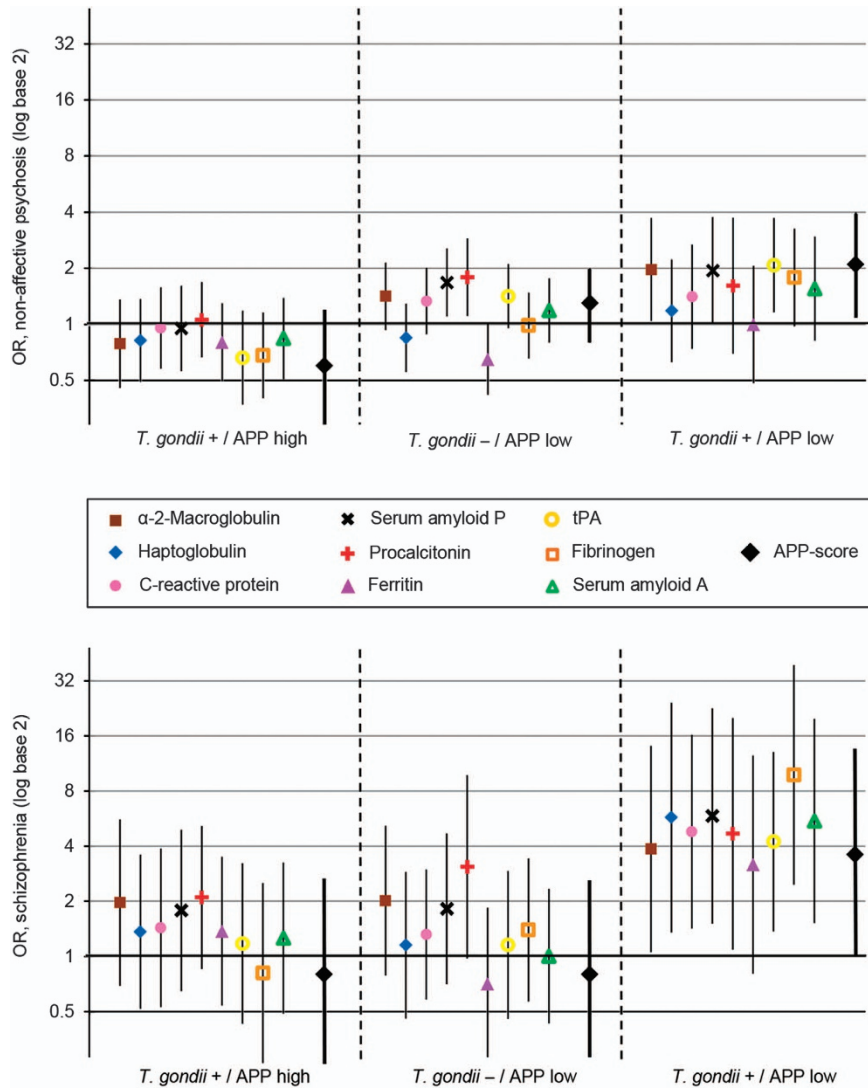 OR, non-affective psychosis (log base 2)
32
16
8
4
2
1
0.5
T. gondii + / APP high
T. gondii – / APP low
T. gondii + / APP low
α-2-Macroglobulin
Serum amyloid P
tPA
Haptoglobulin
Procalcitonin
Fibrinogen
APP-score
C-reactive protein
Ferritin
Serum amyloid A
OR, schizophrenia (log base 2)
32
16
8
4
2
1
0.5
T. gondii + / APP high
T. gondii – / APP low
T. gondii + / APP low